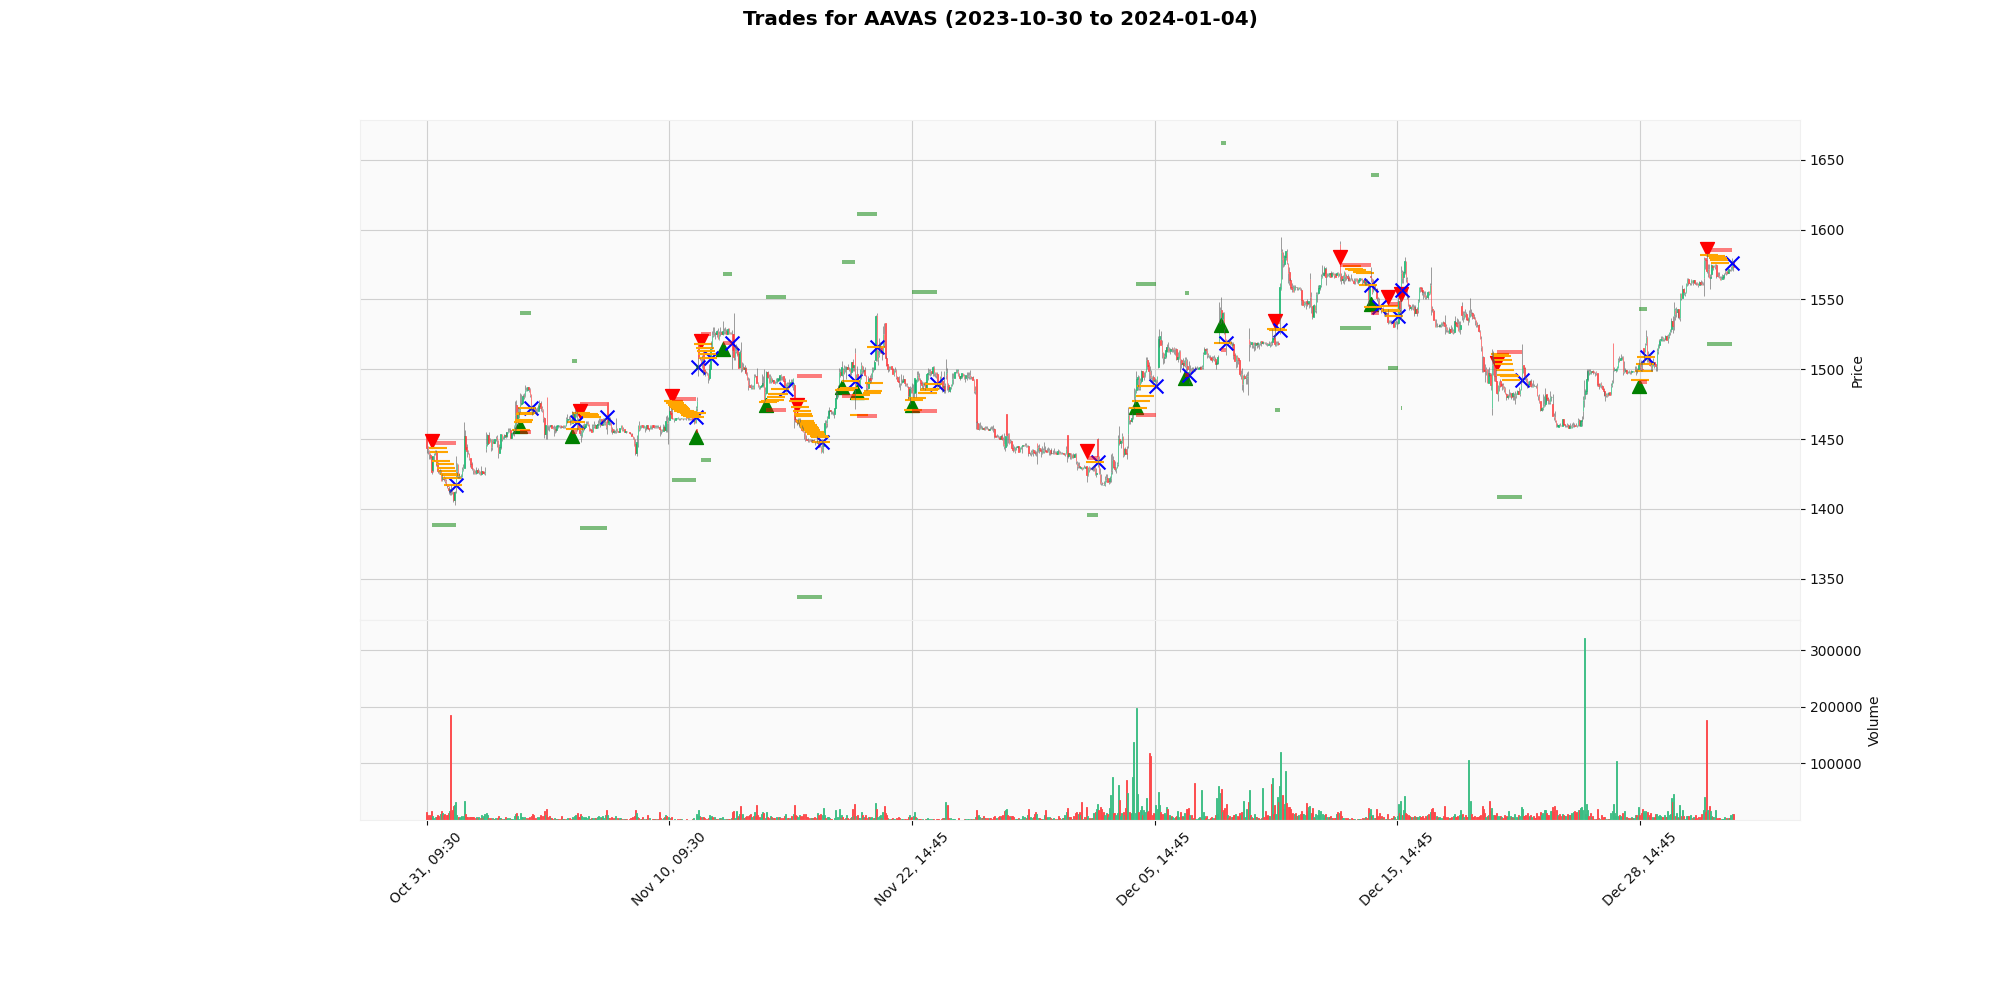 Trades for AAVAS (2023-10-30 to 2024-01-04)
1650
1600
1550
1500
1450
1400
1350
Price
300000
200000
100000
Volume
Oct 31, 09:30
Nov 10, 09:30
Nov 22, 14:45
Dec 05, 14:45
Dec 15, 14:45
Dec 28, 14:45